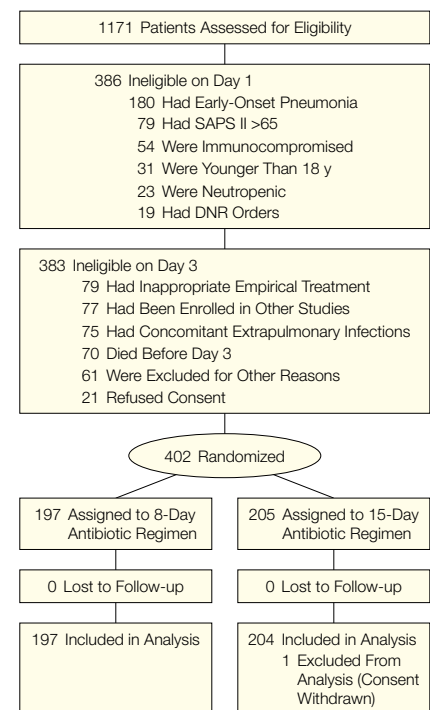 1171 Patients Assessed for Eligibility
386 Ineligible on Day 1
180 Had Early-Onset Pneumonia
79 Had SAPS II >65
54 Were Immunocompromised
31 Were Younger Than 18 y
23 Were Neutropenic
19 Had DNR Orders
383 Ineligible on Day 3
79 Had Inappropriate Empirical Treatment
77 Had Been Enrolled in Other Studies
75 Had Concomitant Extrapulmonary Infections
70 Died Before Day 3
61 Were Excluded for Other Reasons
21 Refused Consent
402 Randomized
197 Assigned to 8-Day
Antibiotic Regimen
205 Assigned to 15-Day
Antibiotic Regimen
0 Lost to Follow-up
0 Lost to Follow-up
197 Included in Analysis
204 Included in Analysis
1 Excluded From
Analysis (Consent
Withdrawn)